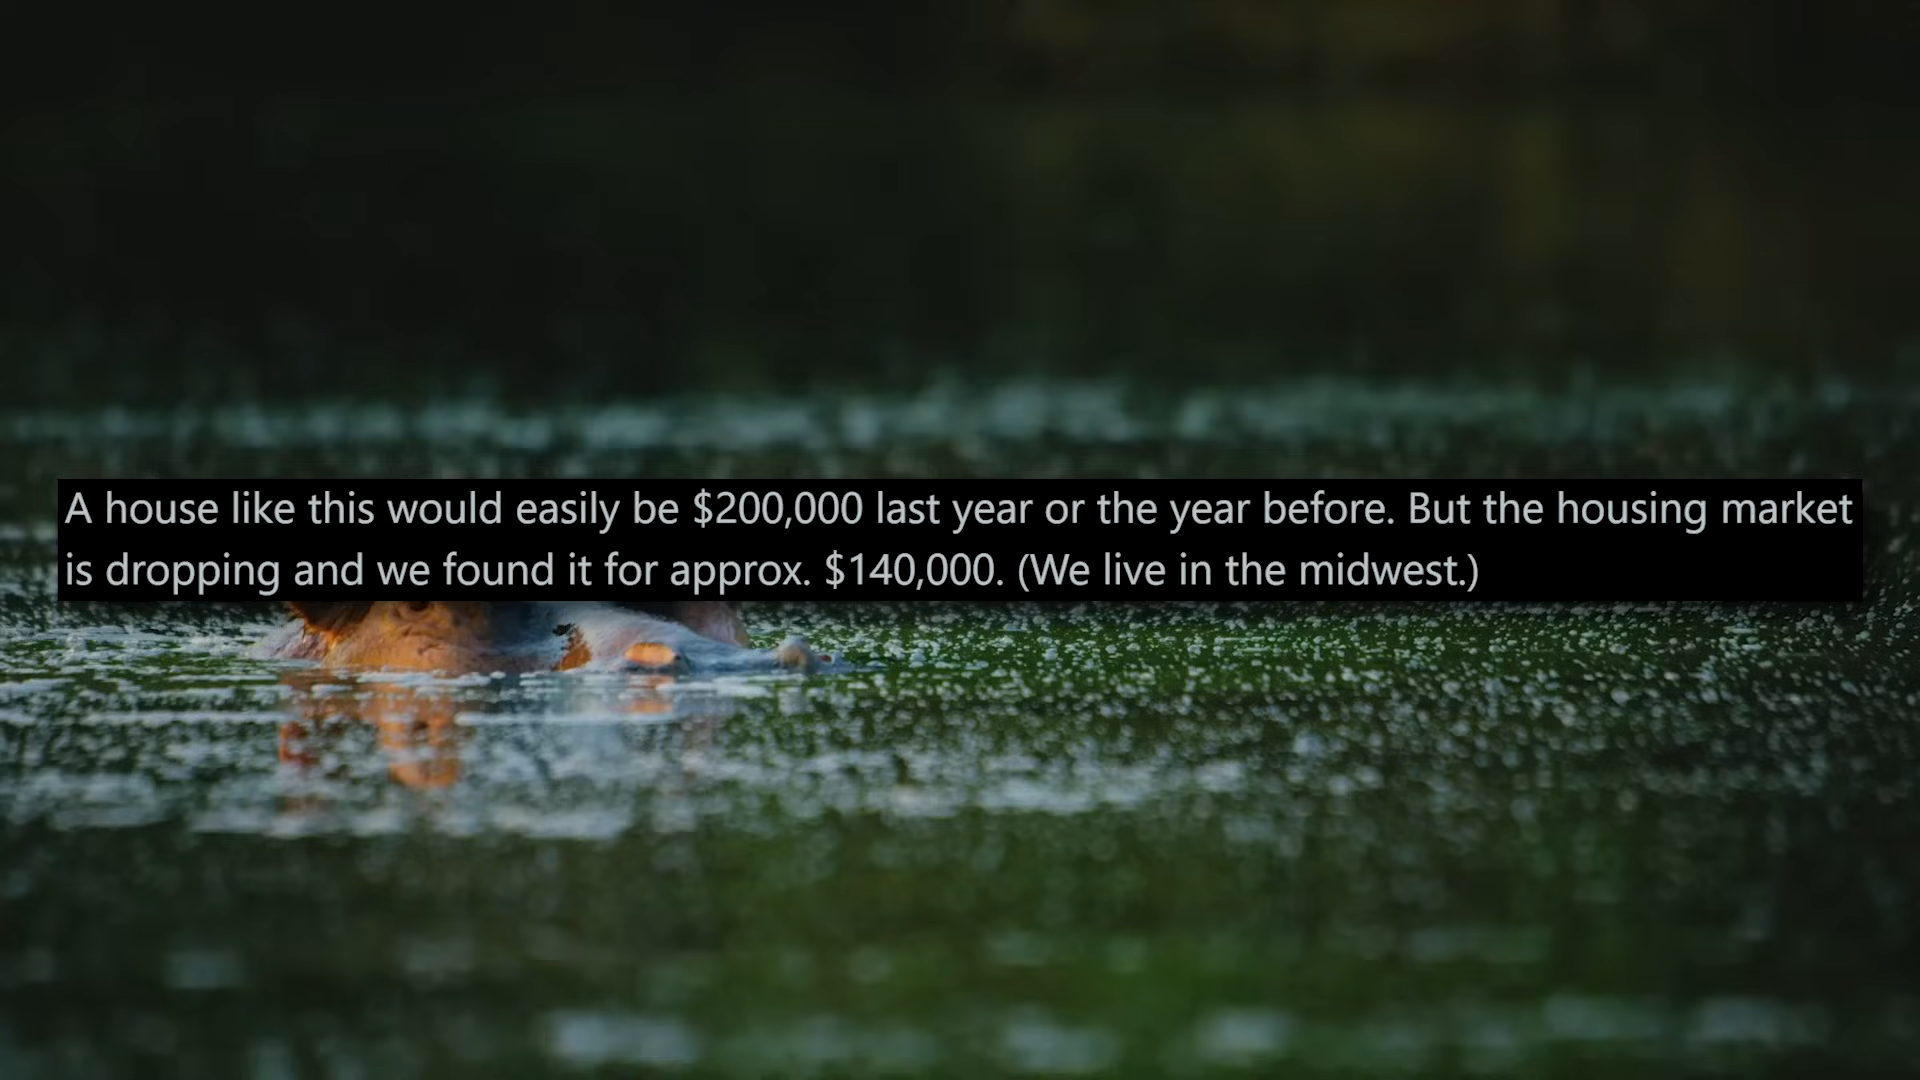 A house like this would easily be $200,000 last year or the year before. But the housing market
is dropping and we found it for approx. $140,000. (We live in the midwest.)